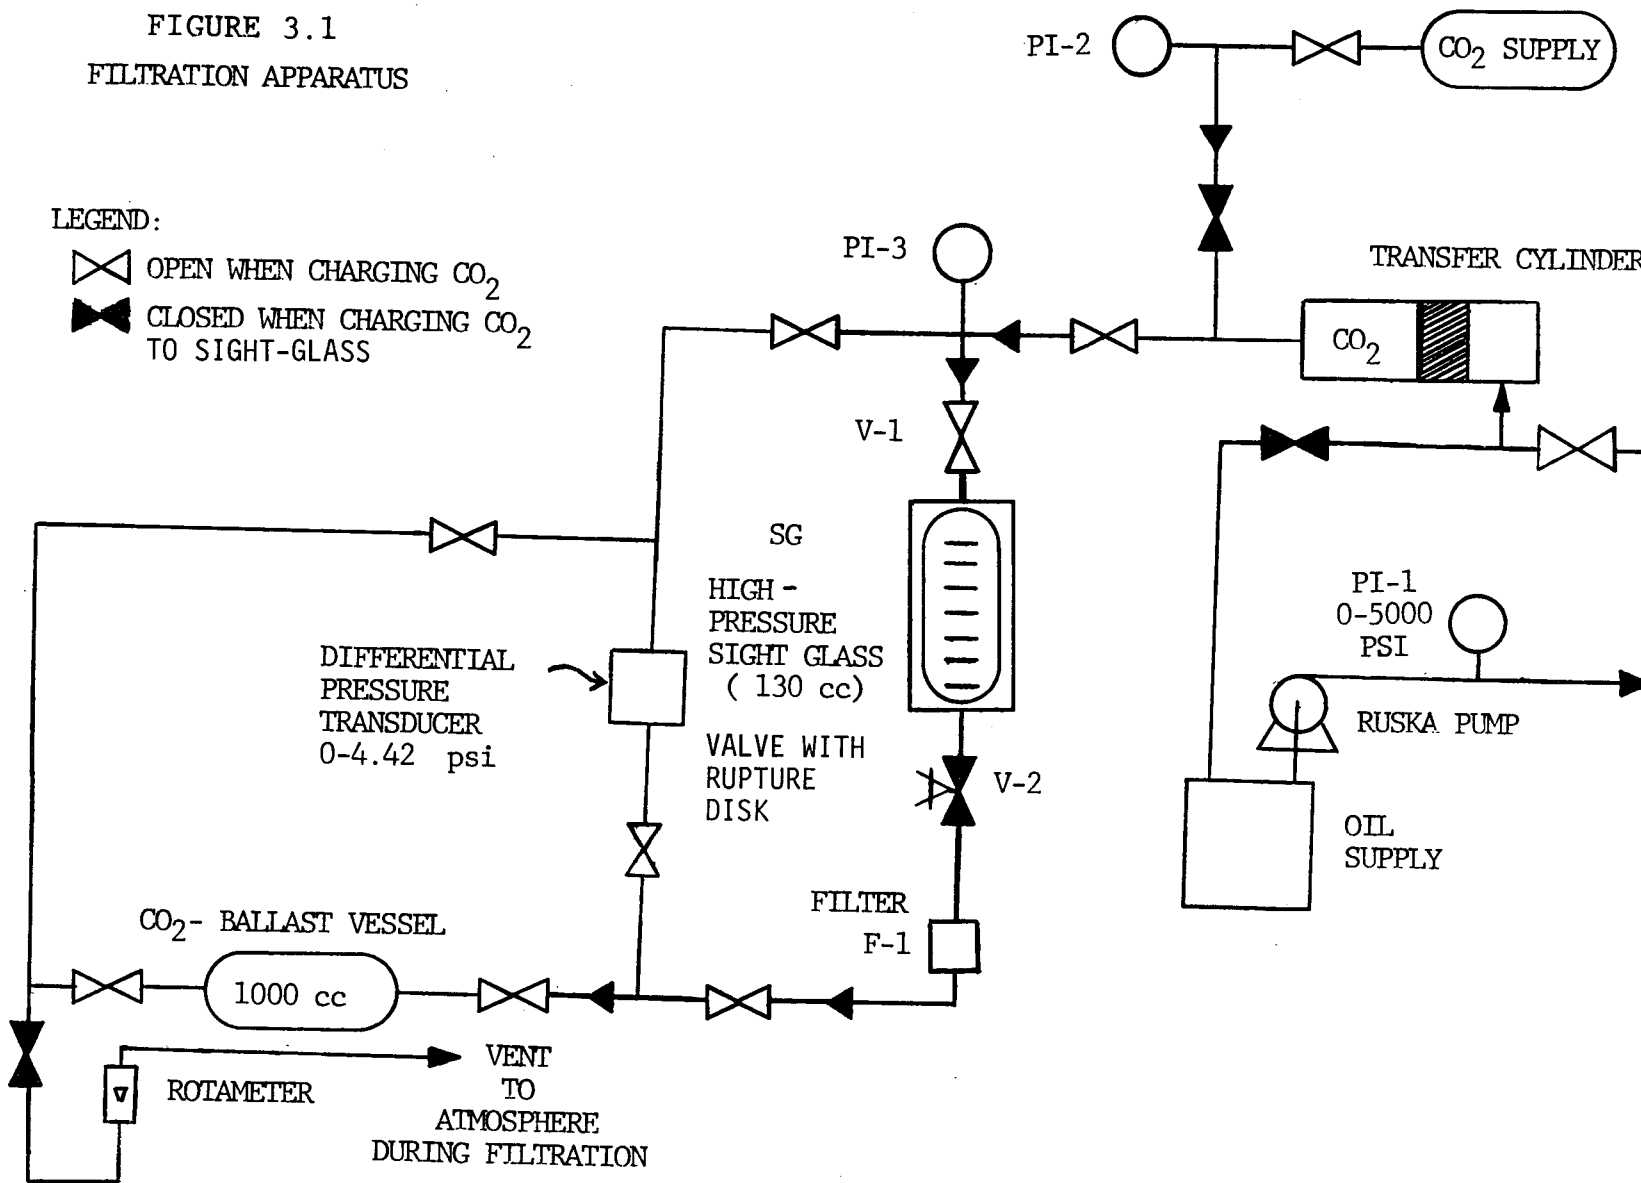 FIGURE 3.1
FILTRATION APPARATUS
PI-2
CO2 SUPPLY
LEGEND:
OPEN WHEN CHARGING CO2
CLOSED WHEN CHARGING CO2
TO SIGHT-GLASS
PI-3
TRANSFER CYLINDER
CO2
V-1
SG
HIGH-
PRESSURE
SIGHT GLASS
( 130 cc)
PI-1
0-5000
PSI
RUSKA PUMP
DIFFERENTIAL
PRESSURE
TRANSDUCER
0-4.42 psi
VALVE WITH
RUPTURE
DISK
V-2
OIL
SUPPLY
FILTER
F-1
CO2- BALLAST VESSEL
1000 cc
ROTAMETER
VENT
TO
ATMOSPHERE
DURING FILTRATION